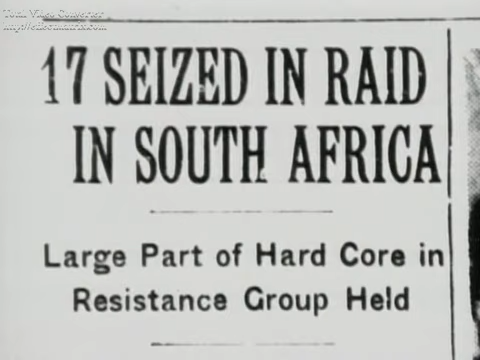 17 SEIZED IN RAID
IN SOUTH AFRICA
Large Part of Hard Core in
Resistance Group Held